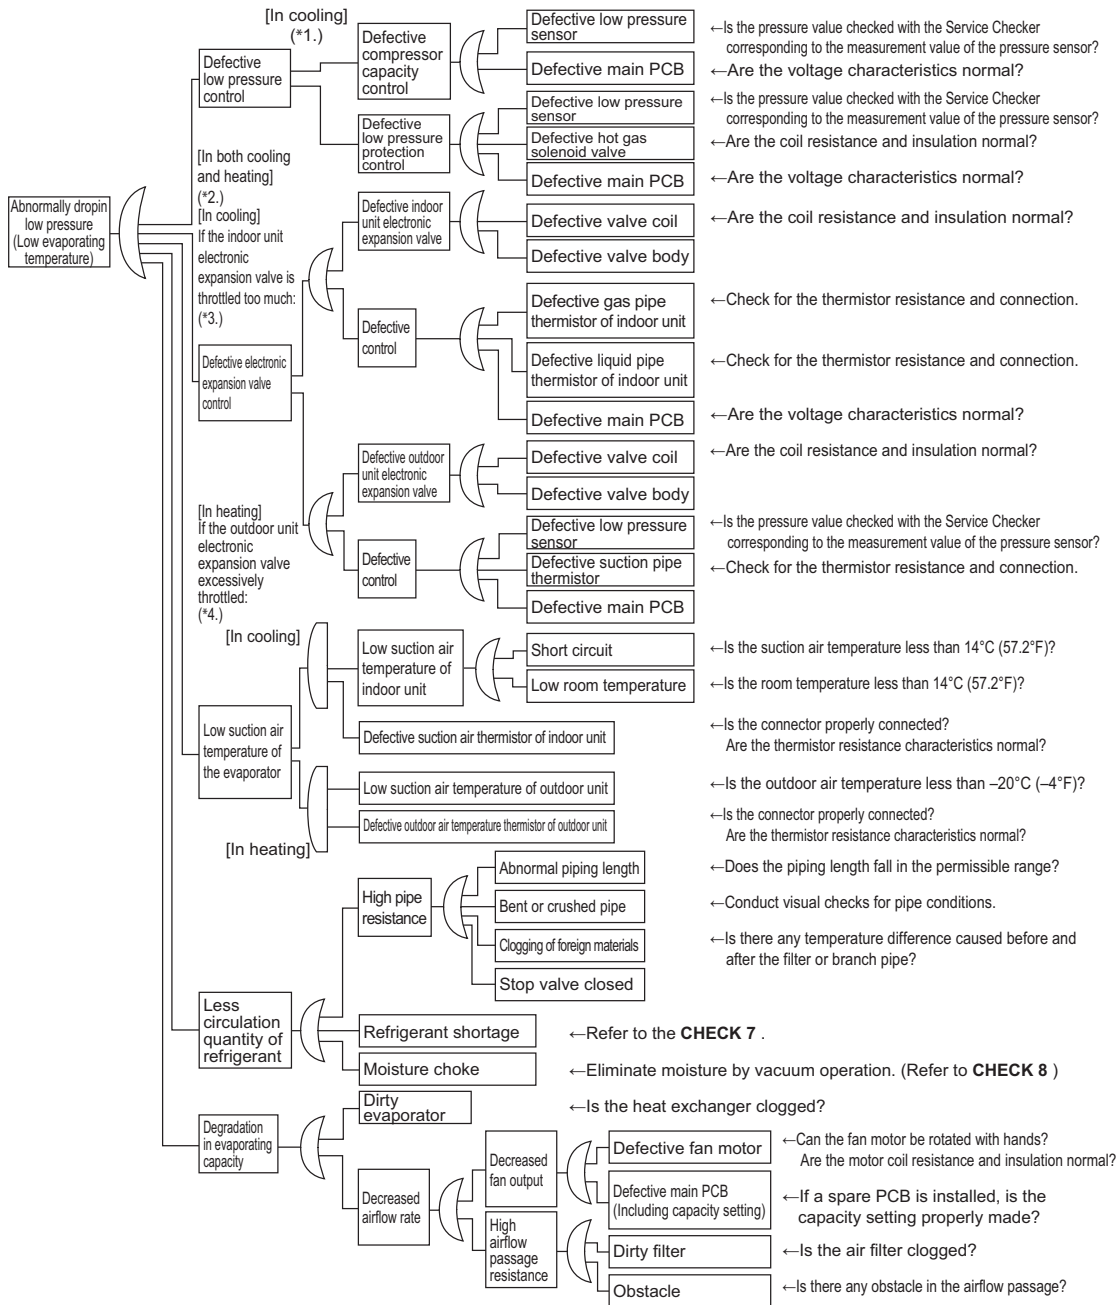 [In cooling]
(*1.)
Defective low pressure
sensor
←Is the pressure value checked with the Service Checker
corresponding to the measurement value of the pressure sensor?
Defective
compressor
capacity
control
Defective main PCB
←Are the voltage characteristics normal?
Defective
low pressure
control
Defective low pressure
sensor
←Is the pressure value checked with the Service Checker
corresponding to the measurement value of the pressure sensor?
Defective
low pressure
protection
control
Defective hot gas
solenoid valve
←Are the coil resistance and insulation normal?
Defective main PCB
←Are the voltage characteristics normal?
[In both cooling
and heating]
(*2.)
Abnormally dropin
low pressure
(Low evaporating
temperature)
[In cooling]
If the indoor unit
electronic
expansion valve is
throttled too much:
(*3.)
Defective indoor
unit electronic
expansion valve
Defective valve coil
←Are the coil resistance and insulation normal?
Defective valve body
Defective
control
Defective gas pipe
thermistor of indoor unit
←Check for the thermistor resistance and connection.
Defective liquid pipe
thermistor of indoor unit
←Check for the thermistor resistance and connection.
Defective main PCB
←Are the voltage characteristics normal?
Defective electronic
expansion valve
control
Defective outdoor
unit electronic
expansion valve
Defective valve coil
←Are the coil resistance and insulation normal?
Defective valve body
[In heating]
If the outdoor unit
electronic
expansion valve
excessively
throttled:
(*4.)
Defective
control
Defective low pressure
sensor
←Is the pressure value checked with the Service Checker
corresponding to the measurement value of the pressure sensor?
Defective suction pipe
thermistor
←Check for the thermistor resistance and connection.
Defective main PCB
[In cooling]
Low suction air
temperature of
indoor unit
Short circuit
←Is the suction air temperature less than 14°C (57.2°F)?
Low room temperature
←Is the room temperature less than 14°C (57.2°F)?
Low suction air
temperature of
the evaporator
Defective suction air thermistor of indoor unit
←Is the connector properly connected?
Are the thermistor resistance characteristics normal?
Low suction air temperature of outdoor unit
←Is the outdoor air temperature less than –20°C (–4°F)?
Defective outdoor air temperature thermistor of outdoor unit
←Is the connector properly connected?
Are the thermistor resistance characteristics normal?
[In heating]
High pipe
resistance
Abnormal piping length
←Does the piping length fall in the permissible range?
Bent or crushed pipe
←Conduct visual checks for pipe conditions.
Clogging of foreign materials
←Is there any temperature difference caused before and
after the filter or branch pipe?
Stop valve closed
Less
circulation
quantity of
refrigerant
Refrigerant shortage
←Refer to the CHECK 7 .
Moisture choke
←Eliminate moisture by vacuum operation. (Refer to CHECK 8 )
Degradation
in evaporating
capacity
Dirty
evaporator
←Is the heat exchanger clogged?
Decreased
airflow rate
Decreased
fan output
Defective fan motor
←Can the fan motor be rotated with hands?
Are the motor coil resistance and insulation normal?
Defective main PCB
(Including capacity setting)
←If a spare PCB is installed, is the
capacity setting properly made?
High
airflow
passage
resistance
Dirty filter
←Is the air filter clogged?
Obstacle
←Is there any obstacle in the airflow passage?